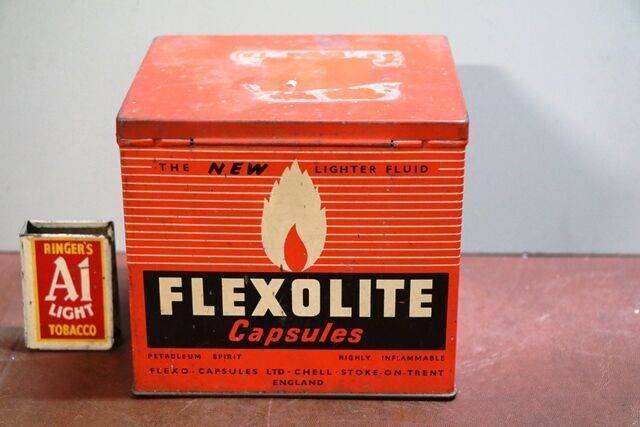 THE NEW LIGHTER FLUID
FLEXOLITE
Capsules
PETROLEUM SPIRIT HIGHLY INFLAMMABLE
FLEXO-CAPSULES LTD·CHELL·STOKE-ON-TRENT
ENGLAND
RINGER'S
A1
LIGHT
TOBACCO